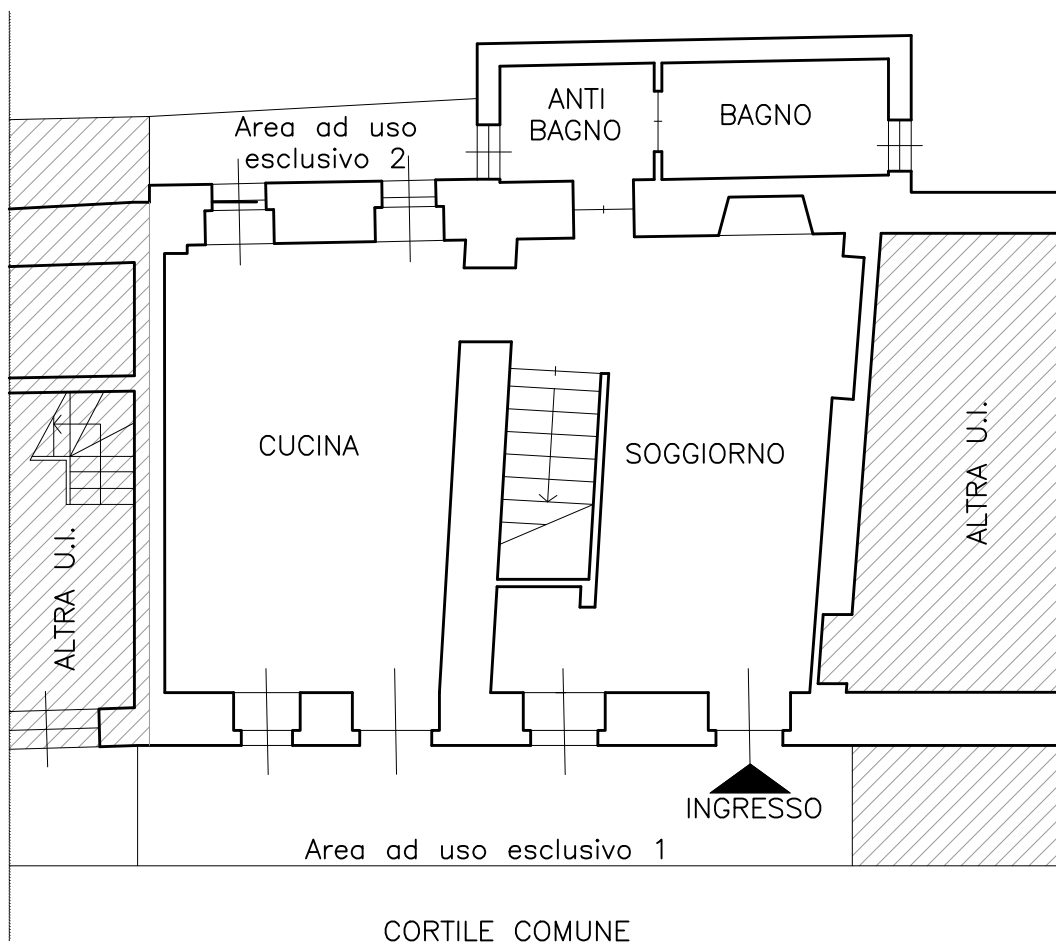 ANTI
BAGNO
BAGNO
Area ad uso
esclusivo 2
CUCINA
SOGGIORNO
ALTRA U.I.
ALTRA U.I.
INGRESSO
Area ad uso esclusivo 1
CORTILE COMUNE